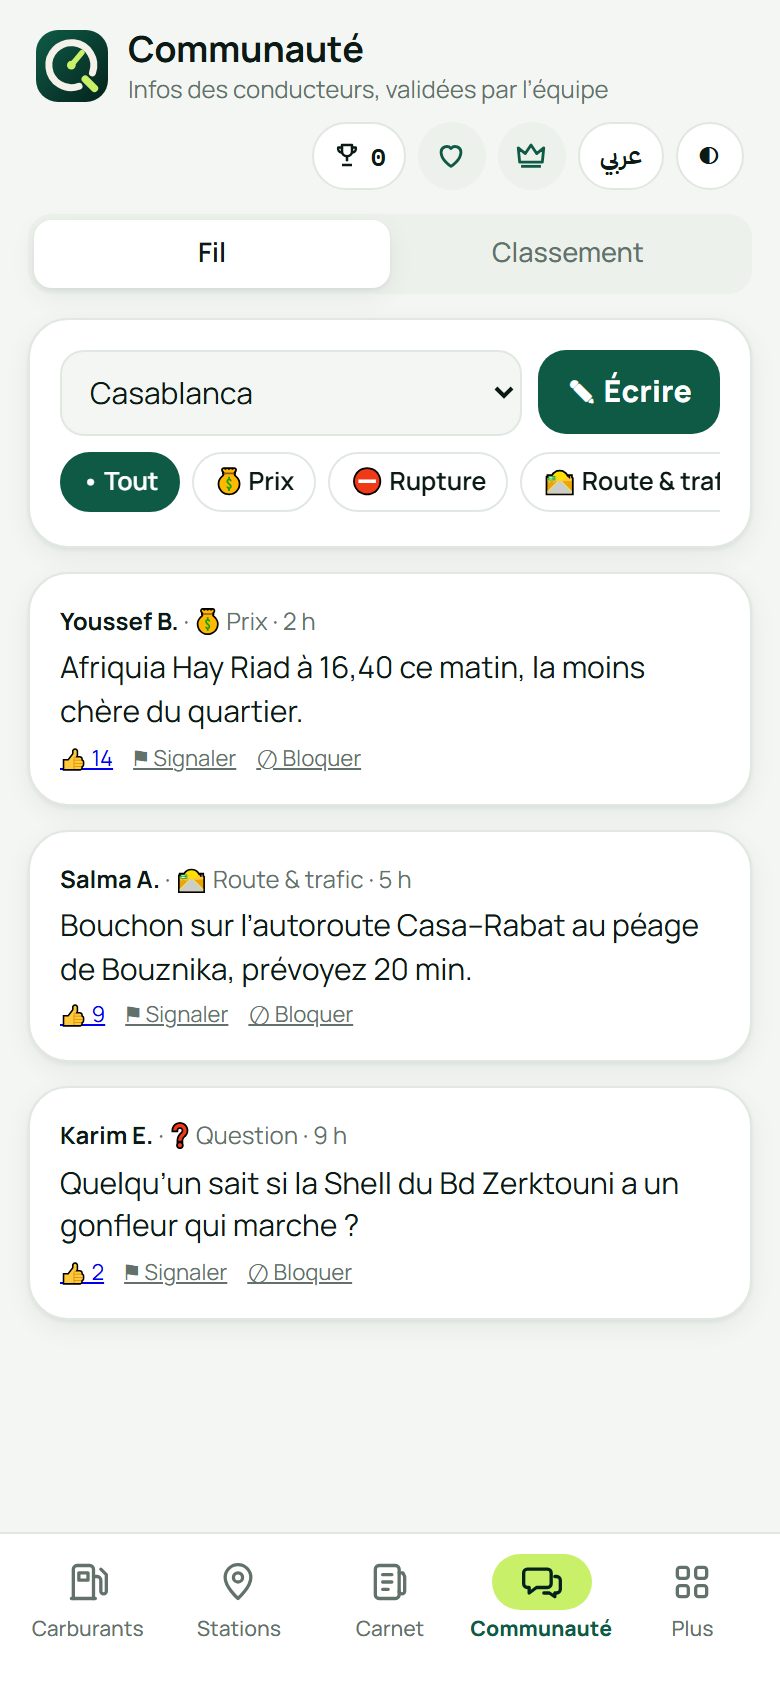 Communauté
Infos des conducteurs, validées par l’équipe
0
عربي
Fil
Classement
Casablanca
Écrire
• Tout
Prix
Rupture
Route & traf
Youssef B. · Prix · 2 h
Afriquia Hay Riad à 16,40 ce matin, la moins
chère du quartier.
14 Signaler Bloquer
Salma A. · Route & trafic · 5 h
Bouchon sur l’autoroute Casa–Rabat au péage
de Bouznika, prévoyez 20 min.
9 Signaler Bloquer
Karim E. · Question · 9 h
Quelqu’un sait si la Shell du Bd Zerktouni a un
gonfleur qui marche ?
2 Signaler Bloquer
Carburants
Stations
Carnet
Communauté
Plus